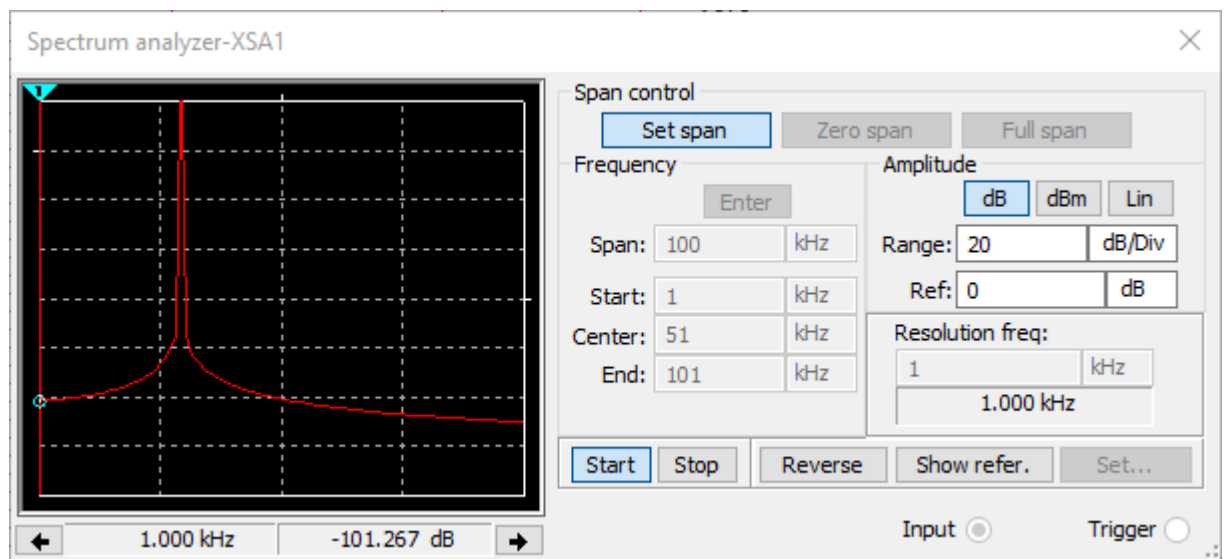 Spectrum analyzer-XSA1
1
Span control
Set span Zero span Full span
Frequency
Enter
Span: 100 kHz
Start: 1 kHz
Center: 51 kHz
End: 101 kHz
Amplitude
dB dBm Lin
Range: 20 dB/Div
Ref: 0 dB
Resolution freq:
1 kHz
1.000 kHz
Start Stop Reverse Show refer. Set...
1.000 kHz -101.267 dB
Input Trigger